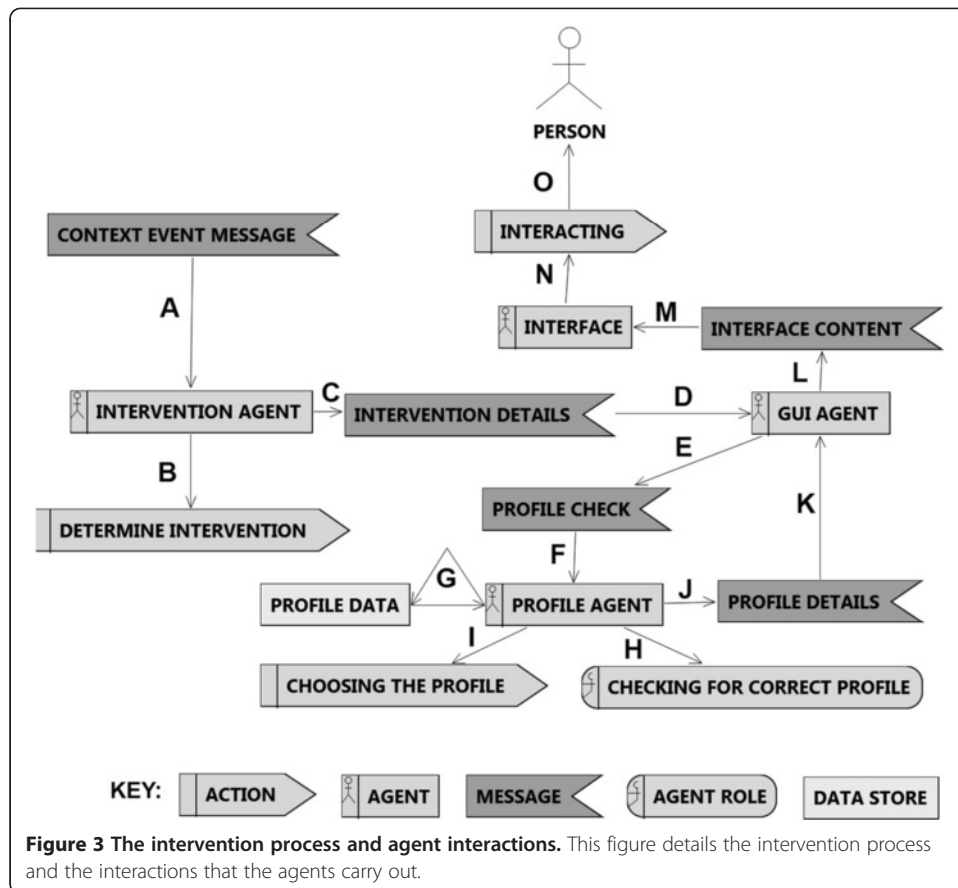 PERSON
O
CONTEXT EVENT MESSAGE
INTERACTING
A
N
M
INTERFACE
INTERFACE CONTENT
L
C
D
INTERVENTION AGENT
INTERVENTION DETAILS
GUI AGENT
E
B
K
PROFILE CHECK
DETERMINE INTERVENTION
F
G
J
PROFILE DATA
PROFILE AGENT
PROFILE DETAILS
I
H
CHOOSING THE PROFILE
CHECKING FOR CORRECT PROFILE
KEY: ACTION AGENT MESSAGE AGENT ROLE DATA STORE
Figure 3 The intervention process and agent interactions. This figure details the intervention process
and the interactions that the agents carry out.